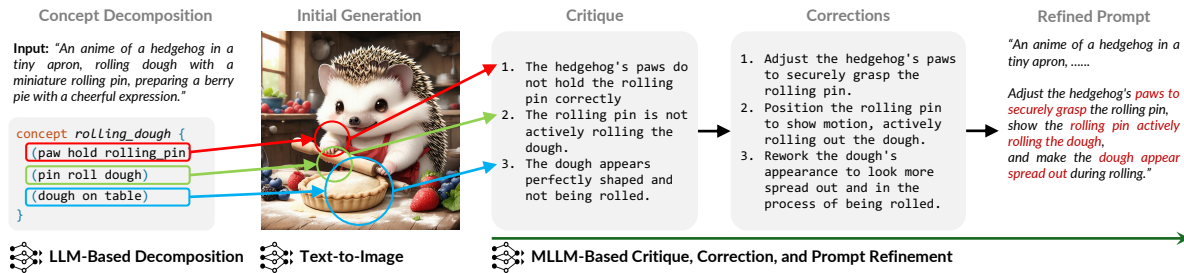 Concept Decomposition
Initial Generation
Critique
Corrections
Refined Prompt
Input: “An anime of a hedgehog in a
tiny apron, rolling dough with a
miniature rolling pin, preparing a berry
pie with a cheerful expression.”
concept rolling_dough {
(paw hold rolling_pin
(pin roll dough)
(dough on table)
}
1. The hedgehog's paws do
not hold the rolling
pin correctly
2. The rolling pin is not
actively rolling the
dough.
3. The dough appears
perfectly shaped and
not being rolled.
1. Adjust the hedgehog's paws
to securely grasp the
rolling pin.
2. Position the rolling pin
to show motion, actively
rolling out the dough.
3. Rework the dough's
appearance to look more
spread out and in the
process of being rolled.
“An anime of a hedgehog in a
tiny apron, ......
Adjust the hedgehog's paws to
securely grasp the rolling pin,
show the rolling pin actively
rolling the dough,
and make the dough appear
spread out during rolling.”
LLM-Based Decomposition
Text-to-Image
MLLM-Based Critique, Correction, and Prompt Refinement